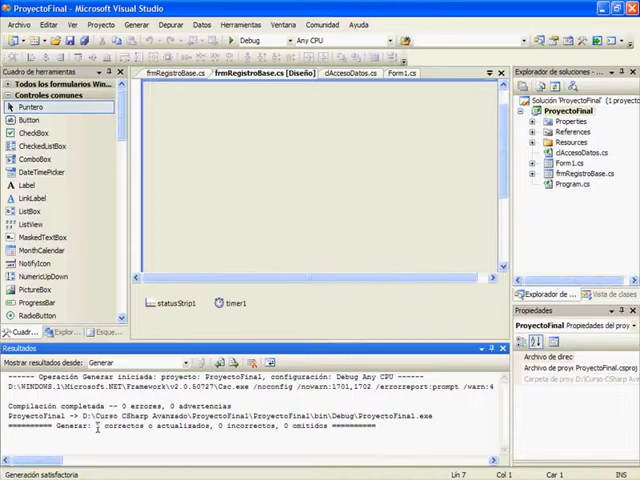 ProyectoFinal - Microsoft Visual Studio
Archivo Editar Ver Proyecto Generar Depurar Datos Herramientas Ventana Comunidad Ayuda
Debug Any CPU
Cuadro de herramientas
Todos los formularios Win...
Controles comunes
Puntero
Button
CheckBox
CheckedListBox
ComboBox
DateTimePicker
Label
LinkLabel
ListBox
ListView
MaskedTextBox
MonthCalendar
NotifyIcon
NumericUpDown
PictureBox
ProgressBar
RadioButton
Cuadr... Explor... Esque...
frmRegistroBase.cs frmRegistroBase.cs [Diseño] clAccesoDatos.cs Form1.cs
statusStrip1 timer1
Explorador de soluciones -
Solución 'ProyectoFinal' (1 proyecto
ProyectoFinal
Properties
References
Resources
clAccesoDatos.cs
Form1.cs
frmRegistroBase.cs
Program.cs
Explorador de ... Vista de clases
Propiedades
ProyectoFinal Propiedades del proy
Archivo de direc
Archivo de proye ProyectoFinal.csproj
Carpeta de proye D:\Curso CSharp Avan
Resultados
Mostrar resultados desde: Generar
------ Operación Generar iniciada: proyecto: ProyectoFinal, configuración: Debug Any CPU ------
D:\WINDOWS.1\Microsoft.NET\Framework\v2.0.50727\Csc.exe /noconfig /nowarn:1701,1702 /errorreport:prompt /warn:4
Compilación completada -- 0 errores, 0 advertencias
ProyectoFinal -> D:\Curso CSharp Avanzado\ProyectoFinal\ProyectoFinal\bin\Debug\ProyectoFinal.exe
========== Generar: correctos o actualizados, 0 incorrectos, 0 omitidos ==========
Generación satisfactoria Lín 7 Col 1 Car 1